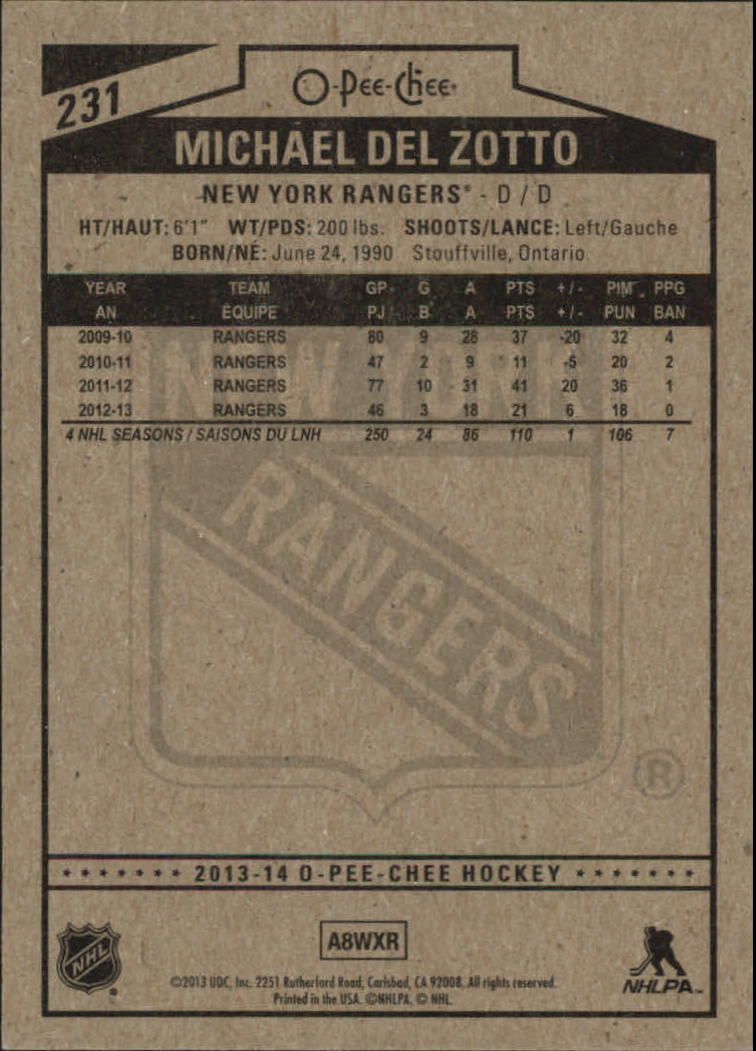 231
O-Pee-Chee
MICHAEL DEL ZOTTO
NEW YORK RANGERS® - D / D
HT/HAUT: 6'1" WT/PDS: 200 lbs. SHOOTS/LANCE: Left/Gauche
BORN/NÉ: June 24, 1990 Stouffville, Ontario
YEAR TEAM GP G A PTS +/- PIM PPG
AN ÉQUIPE PJ B A PTS +/- PUN BAN
2009-10 RANGERS 80 9 28 37 -20 32 4
2010-11 RANGERS 47 2 9 11 -5 20 2
2011-12 RANGERS 77 10 31 41 20 36 1
2012-13 RANGERS 46 3 18 21 6 18 0
4 NHL SEASONS / SAISONS DU LNH 250 24 86 110 1 106 7
NEW YORK
RANGERS
®
2013-14 O-PEE-CHEE HOCKEY
NHL
A8WXR
NHLPA
©2013 UDC, Inc. 2251 Rutherford Road, Carlsbad, CA 92008. All rights reserved.
Printed in the USA. ©NHLPA. © NHL.